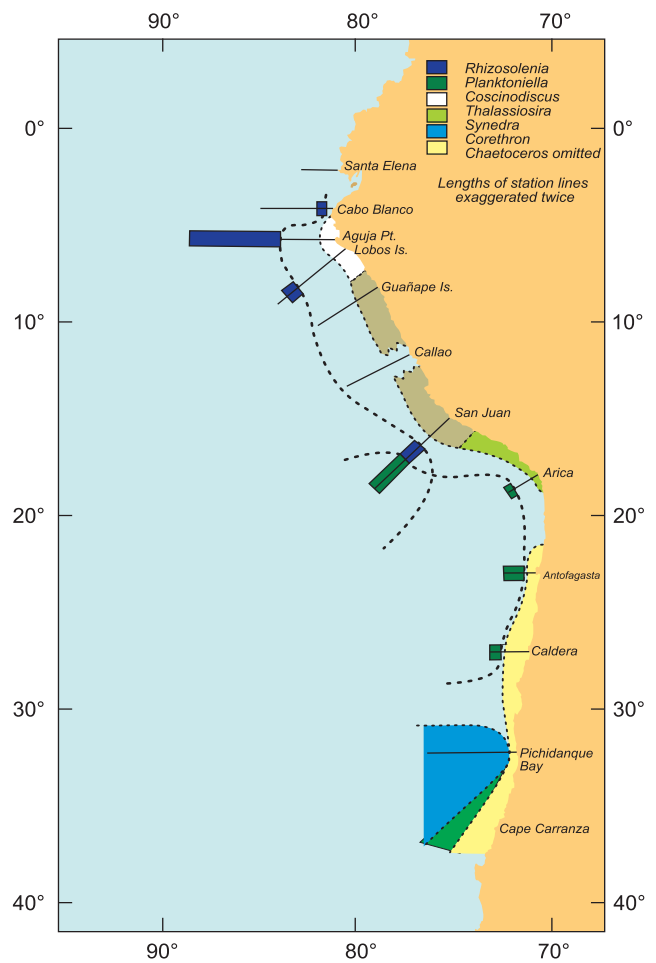 90°
80°
70°
Rhizosolenia
Planktoniella
Coscinodiscus
Thalassiosira
Synedra
Corethron
Chaetoceros omitted
0°
0°
Santa Elena
Lengths of station lines
exaggerated twice
Cabo Blanco
Aguja Pt.
Lobos Is.
Guañape Is.
10°
10°
Callao
San Juan
Arica
20°
20°
Antofagasta
Caldera
30°
30°
Pichidanque
Bay
Cape Carranza
40°
40°
90°
80°
70°